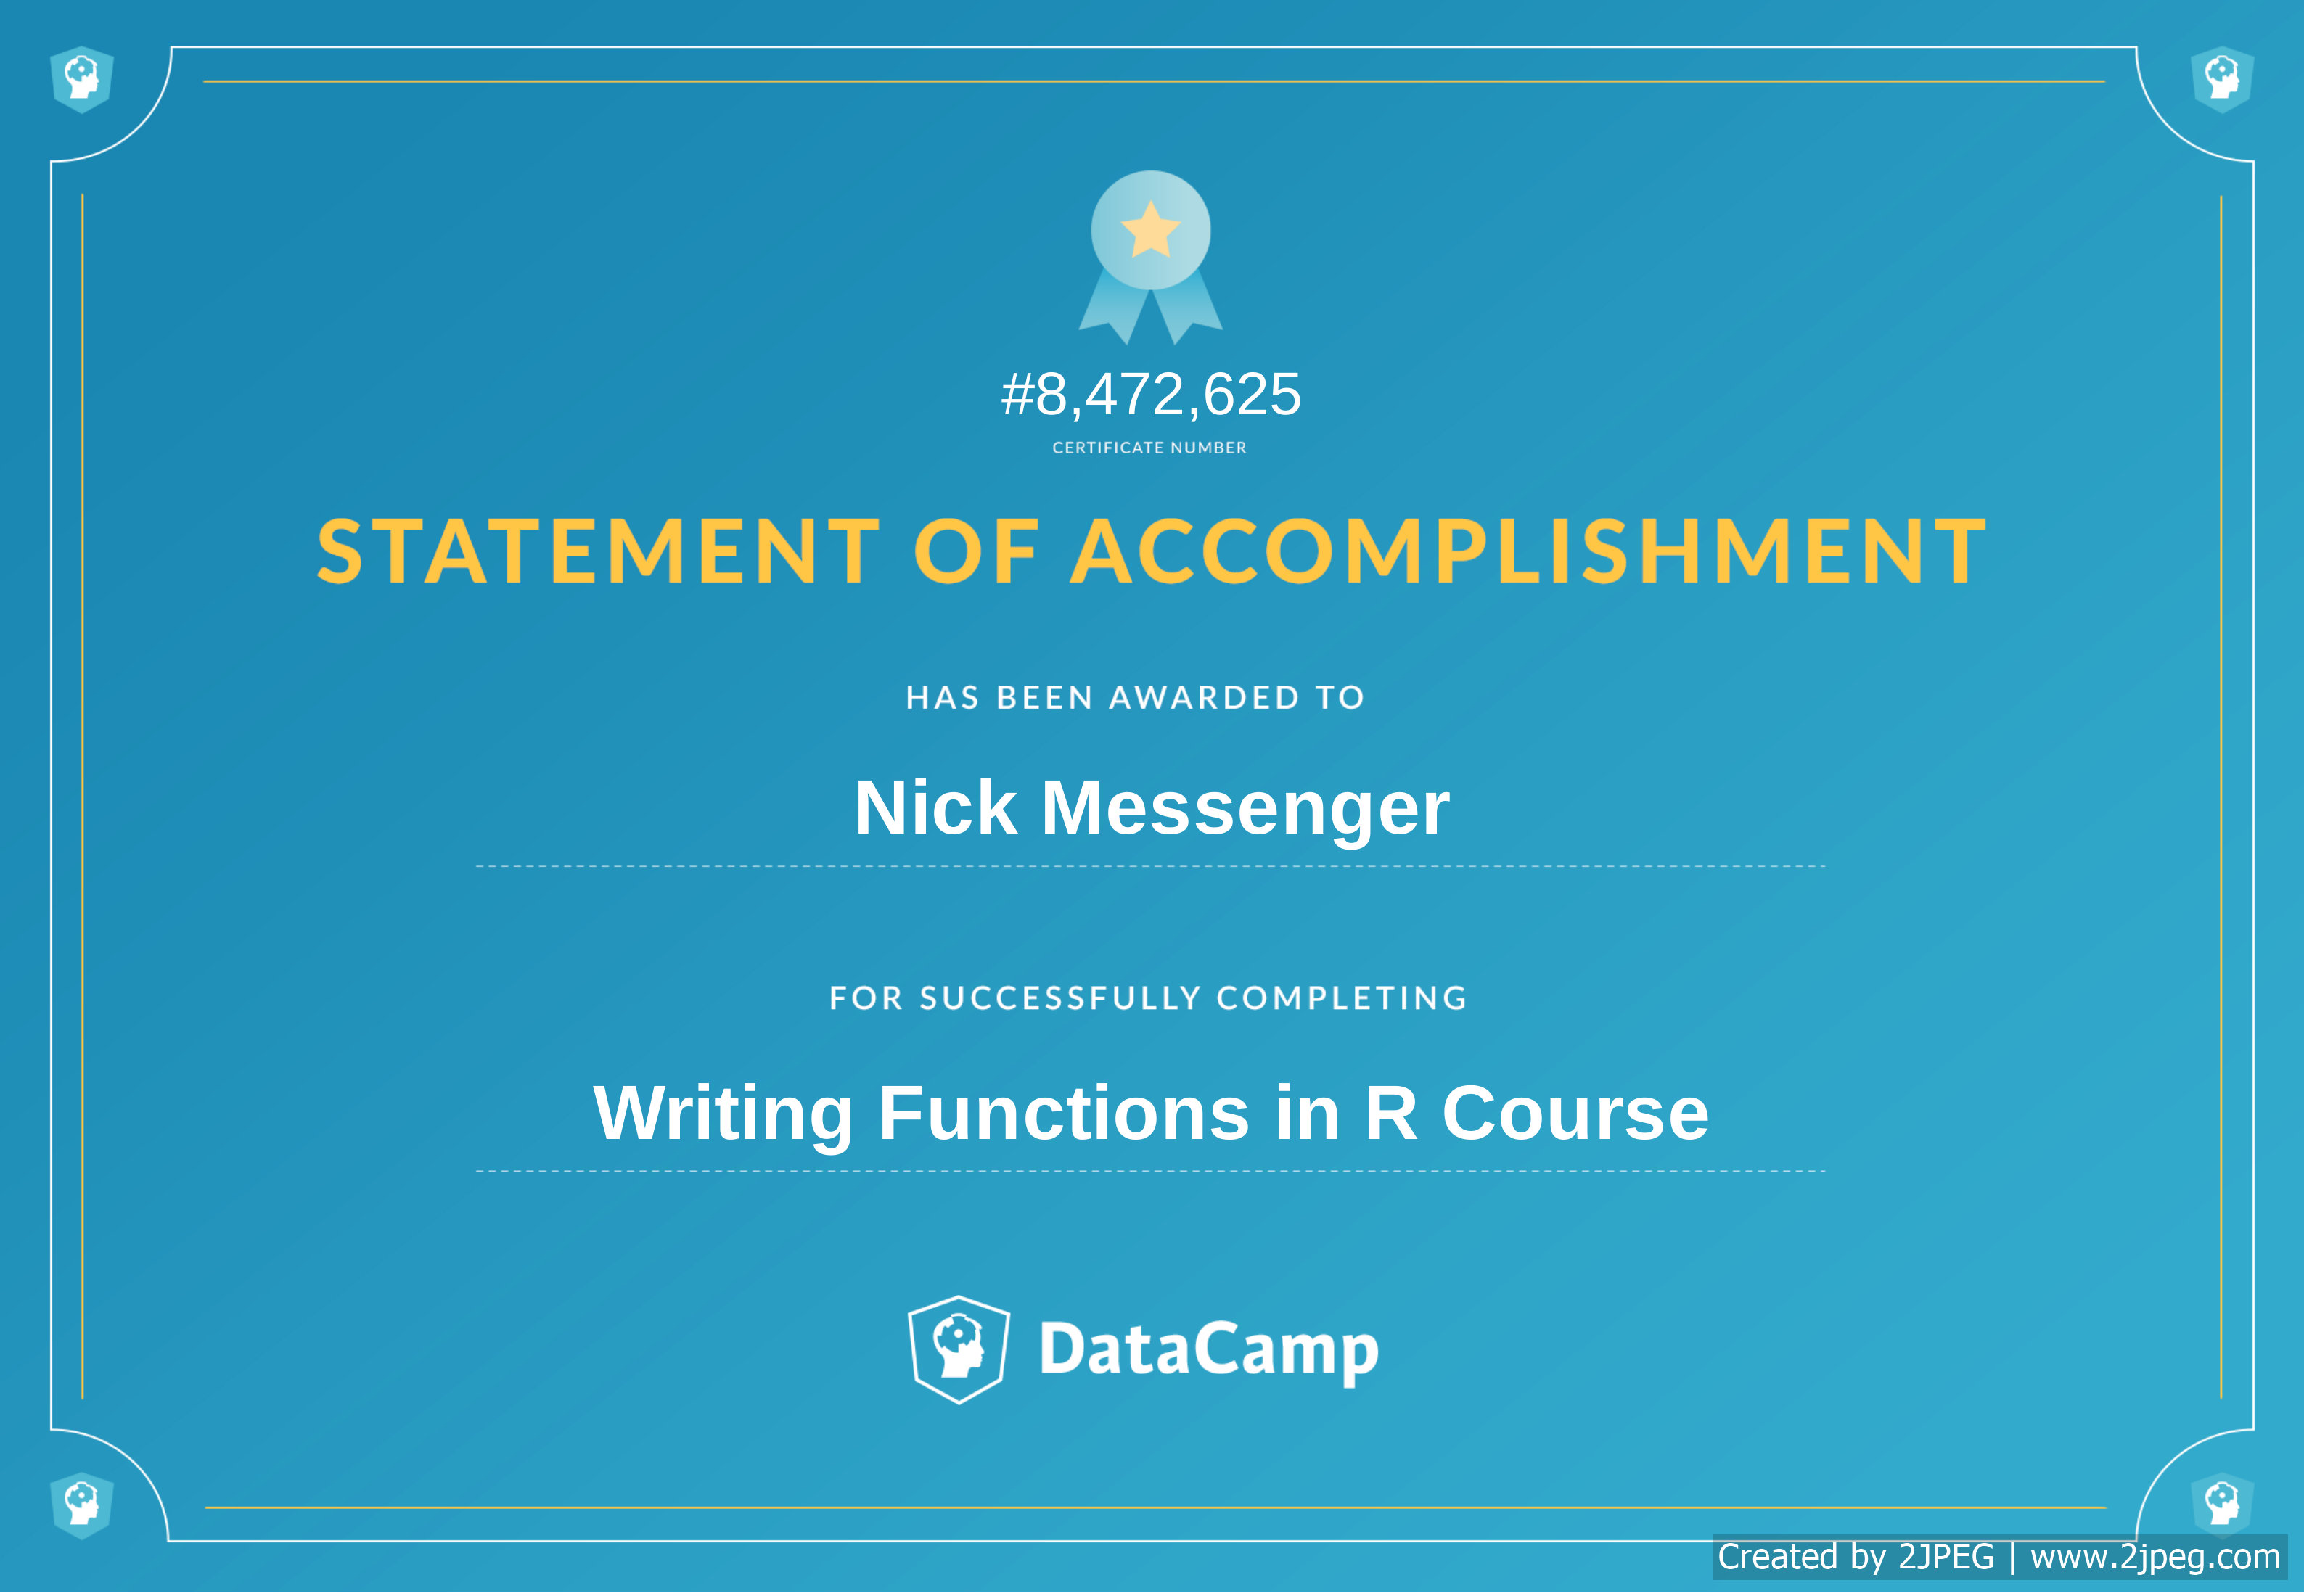 #8,472,625
CERTIFICATE NUMBER
STATEMENT OF ACCOMPLISHMENT
HAS BEEN AWARDED TO
Nick Messenger
FOR SUCCESSFULLY COMPLETING
Writing Functions in R Course
DataCamp
Created by 2JPEG | www.2jpeg.com